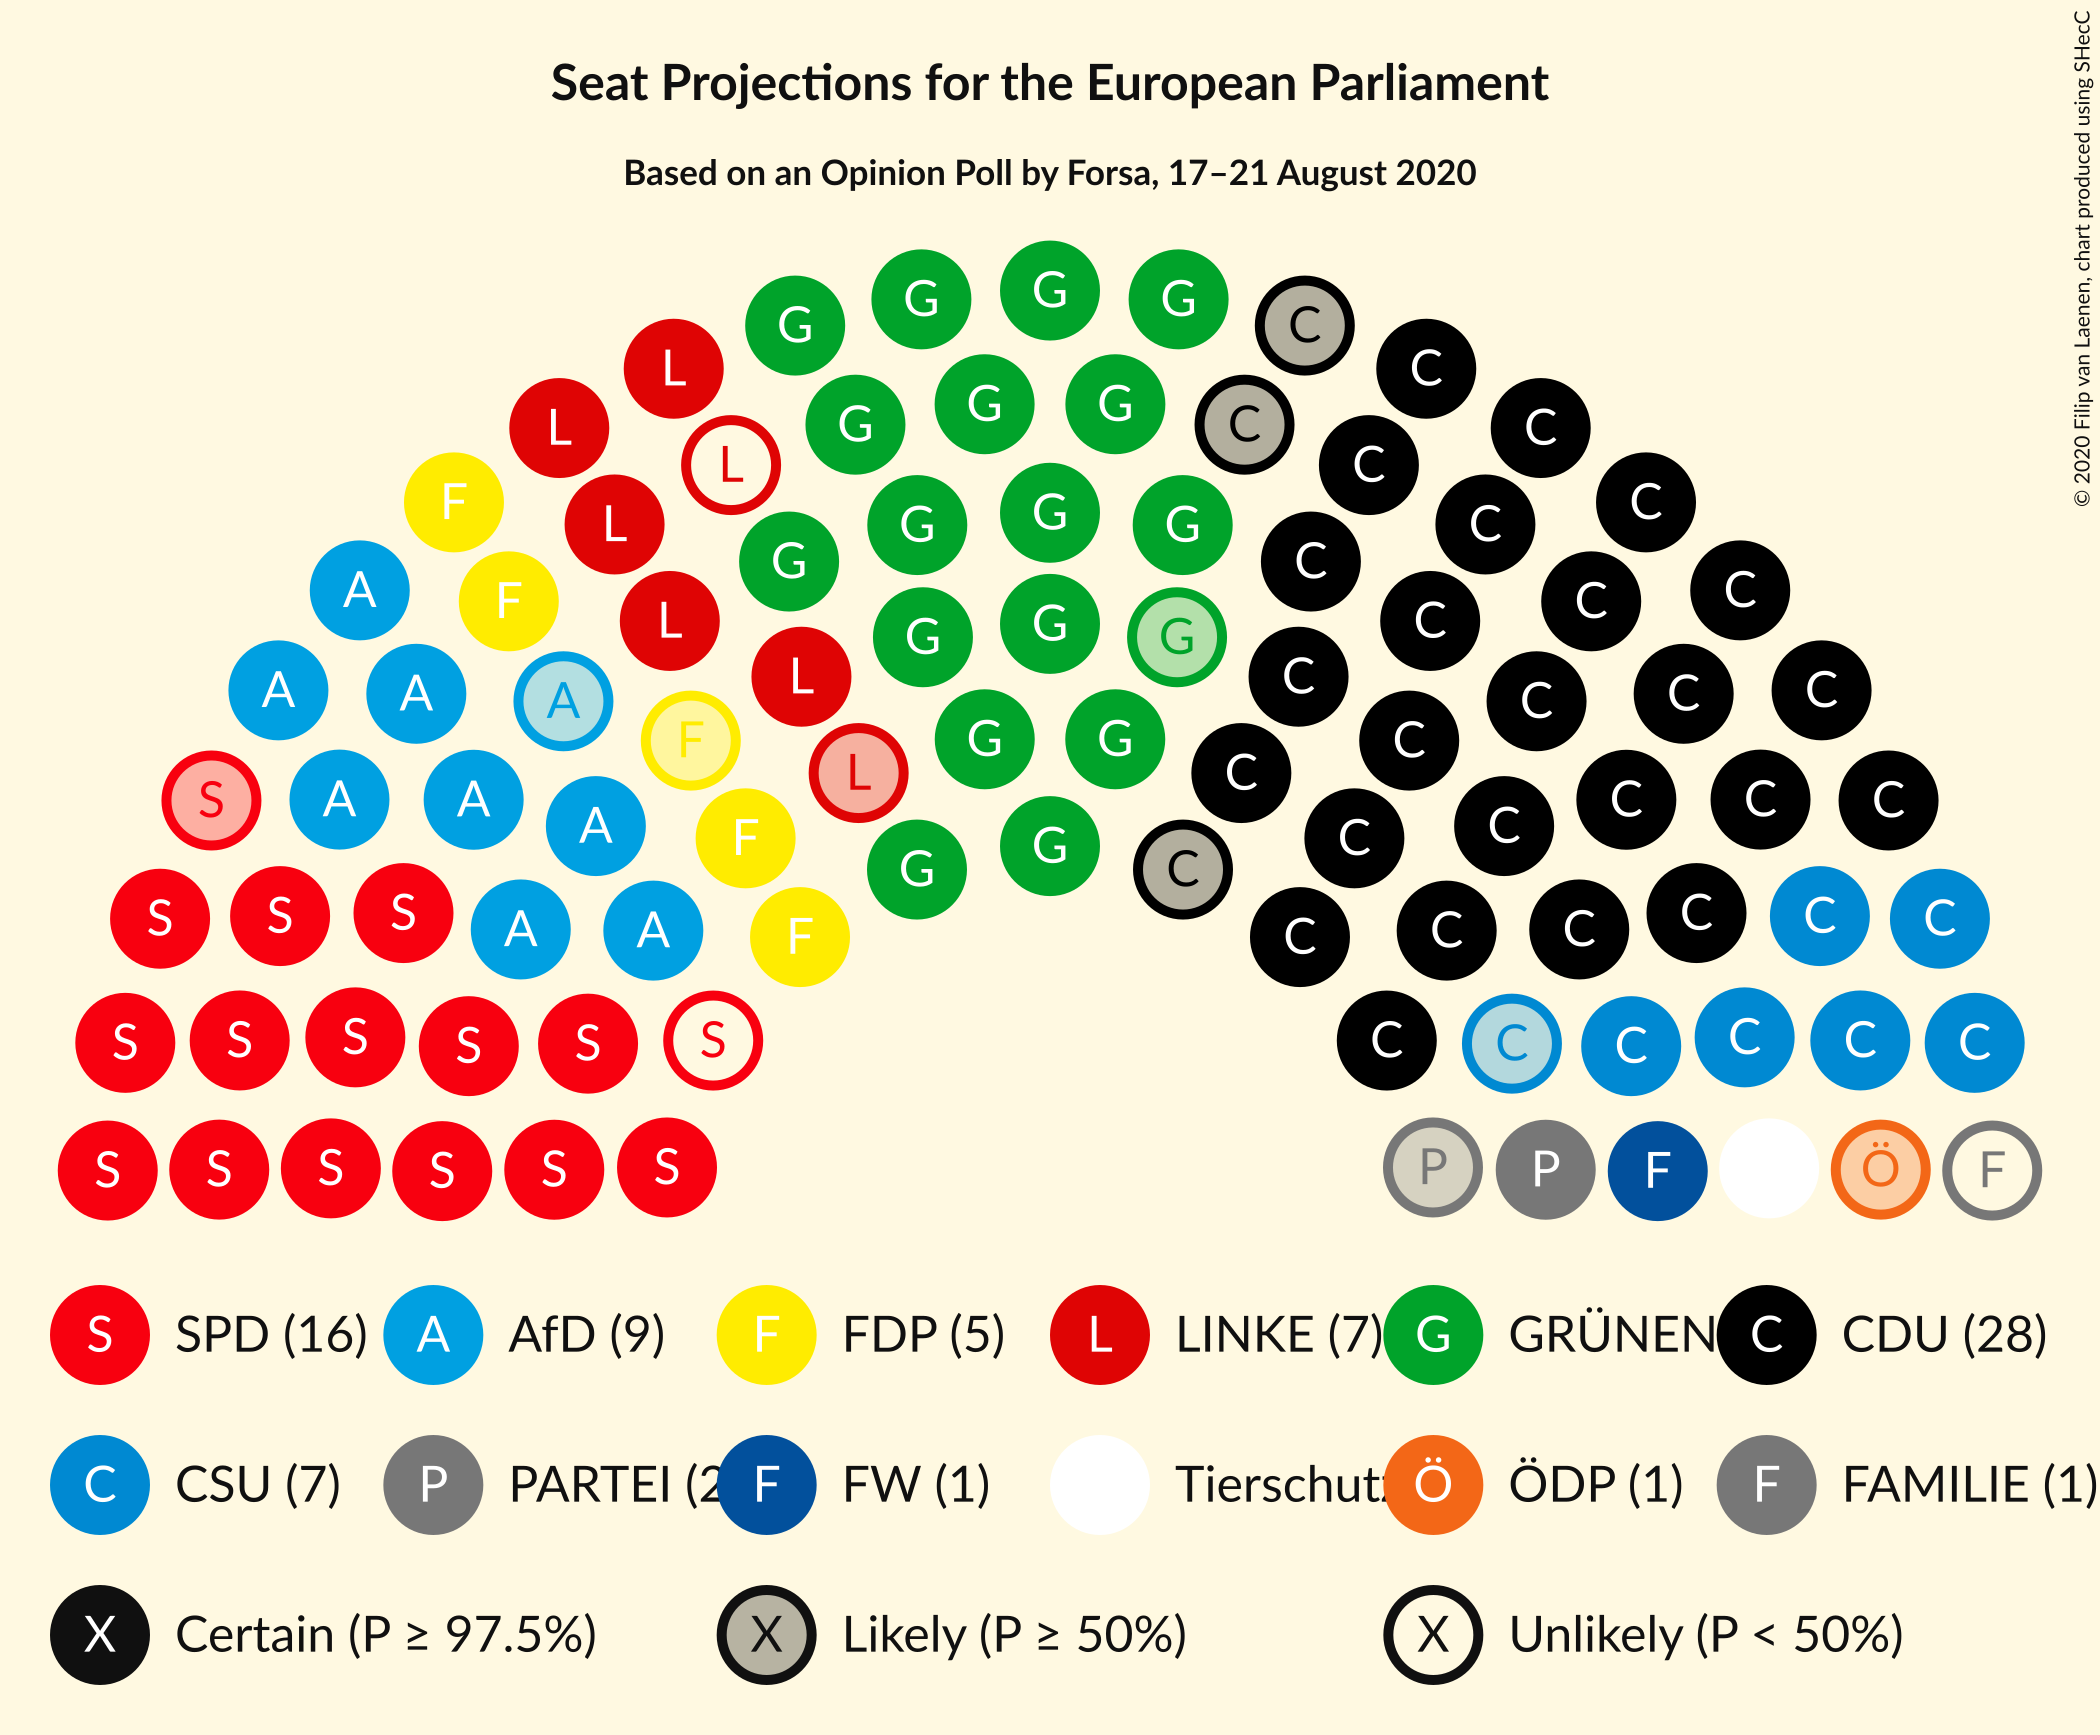 Seat Projections for the European Parliament
Based on an Opinion Poll by Forsa, 17–21 August 2020
© 2020 Filip van Laenen, chart produced using SHecC
G G G G C
L G G G C C
L L G G G G C C C
F L L G G G C C C C
A F L L G G C C C C C
A A A F L G G C C C C C C
S A A A F C C C C C
S S S A A F C C C C C C
S S S S S S C C C C C C
S S S S S S P P F Ö F
S SPD (16) A AfD (9) F FDP (5) L LINKE (7) G GRÜNEN C CDU (28)
C CSU (7) P PARTEI (2 F FW (1) Tierschutz Ö ÖDP (1) F FAMILIE (1)
X Certain (P ≥ 97.5%) X Likely (P ≥ 50%) X Unlikely (P < 50%)